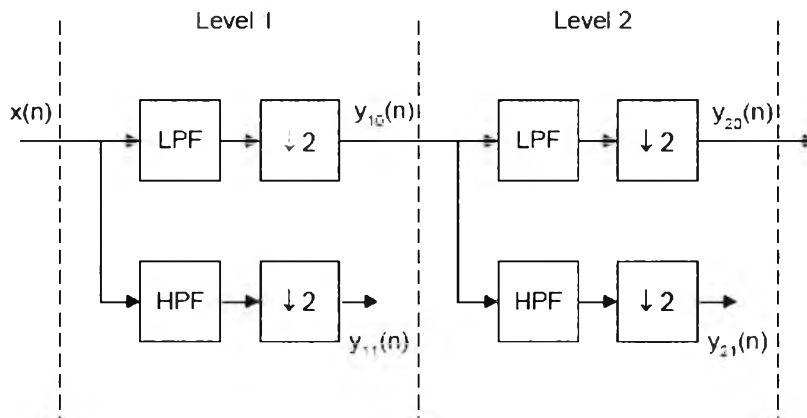 Level 1 Level 2
x(n) y₁₀(n) y₂₀(n)
LPF ↓2 LPF ↓2
HPF ↓2 HPF ↓2
y₁₁(n) y₂₁(n)